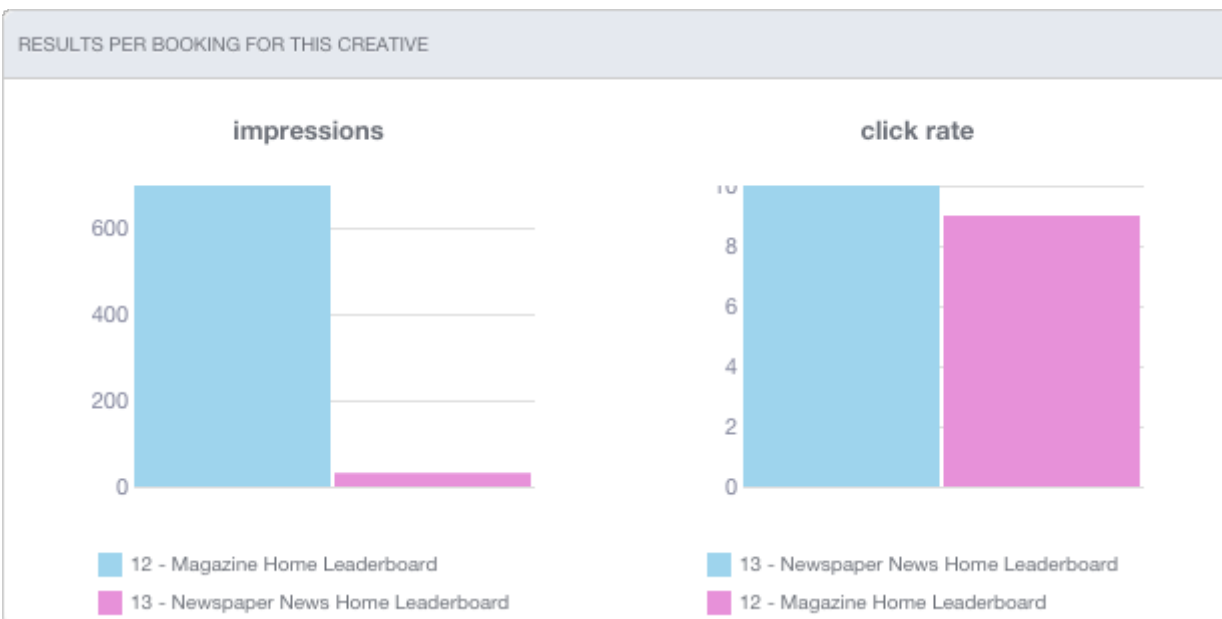 RESULTS PER BOOKING FOR THIS CREATIVE
impressions
600
400
200
0
12 - Magazine Home Leaderboard
13 - Newspaper News Home Leaderboard
click rate
10
8
6
4
2
0
13 - Newspaper News Home Leaderboard
12 - Magazine Home Leaderboard